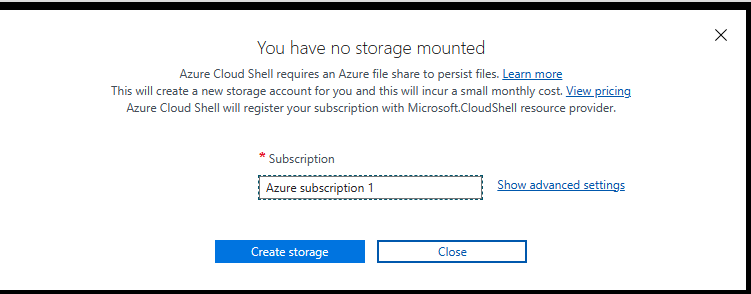 You have no storage mounted
Azure Cloud Shell requires an Azure file share to persist files. Learn more
This will create a new storage account for you and this will incur a small monthly cost. View pricing
Azure Cloud Shell will register your subscription with Microsoft.CloudShell resource provider.
* Subscription
Azure subscription 1
Show advanced settings
Create storage
Close